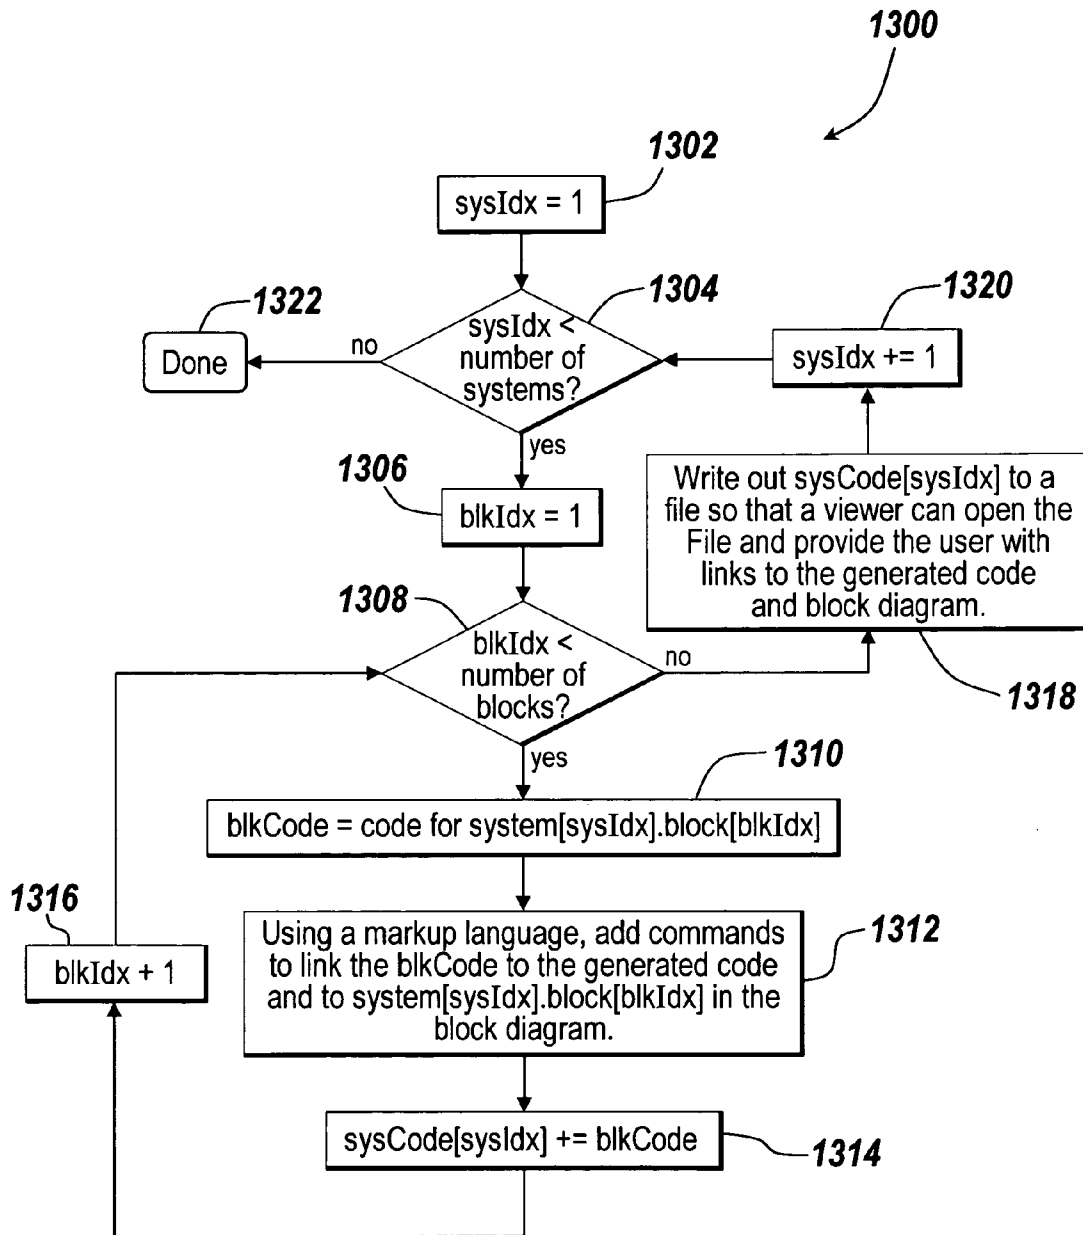 1300
1302
sysIdx = 1
1304
sysIdx <
number of
systems?
no
yes
1322
Done
1320
sysIdx += 1
1306
blkIdx = 1
Write out sysCode[sysIdx] to a
file so that a viewer can open the
File and provide the user with
links to the generated code
and block diagram.
1318
1308
blkIdx <
number of
blocks?
no
yes
1310
blkCode = code for system[sysIdx].block[blkIdx]
1316
blkIdx + 1
Using a markup language, add commands
to link the blkCode to the generated code
and to system[sysIdx].block[blkIdx] in the
block diagram.
1312
sysCode[sysIdx] += blkCode
1314